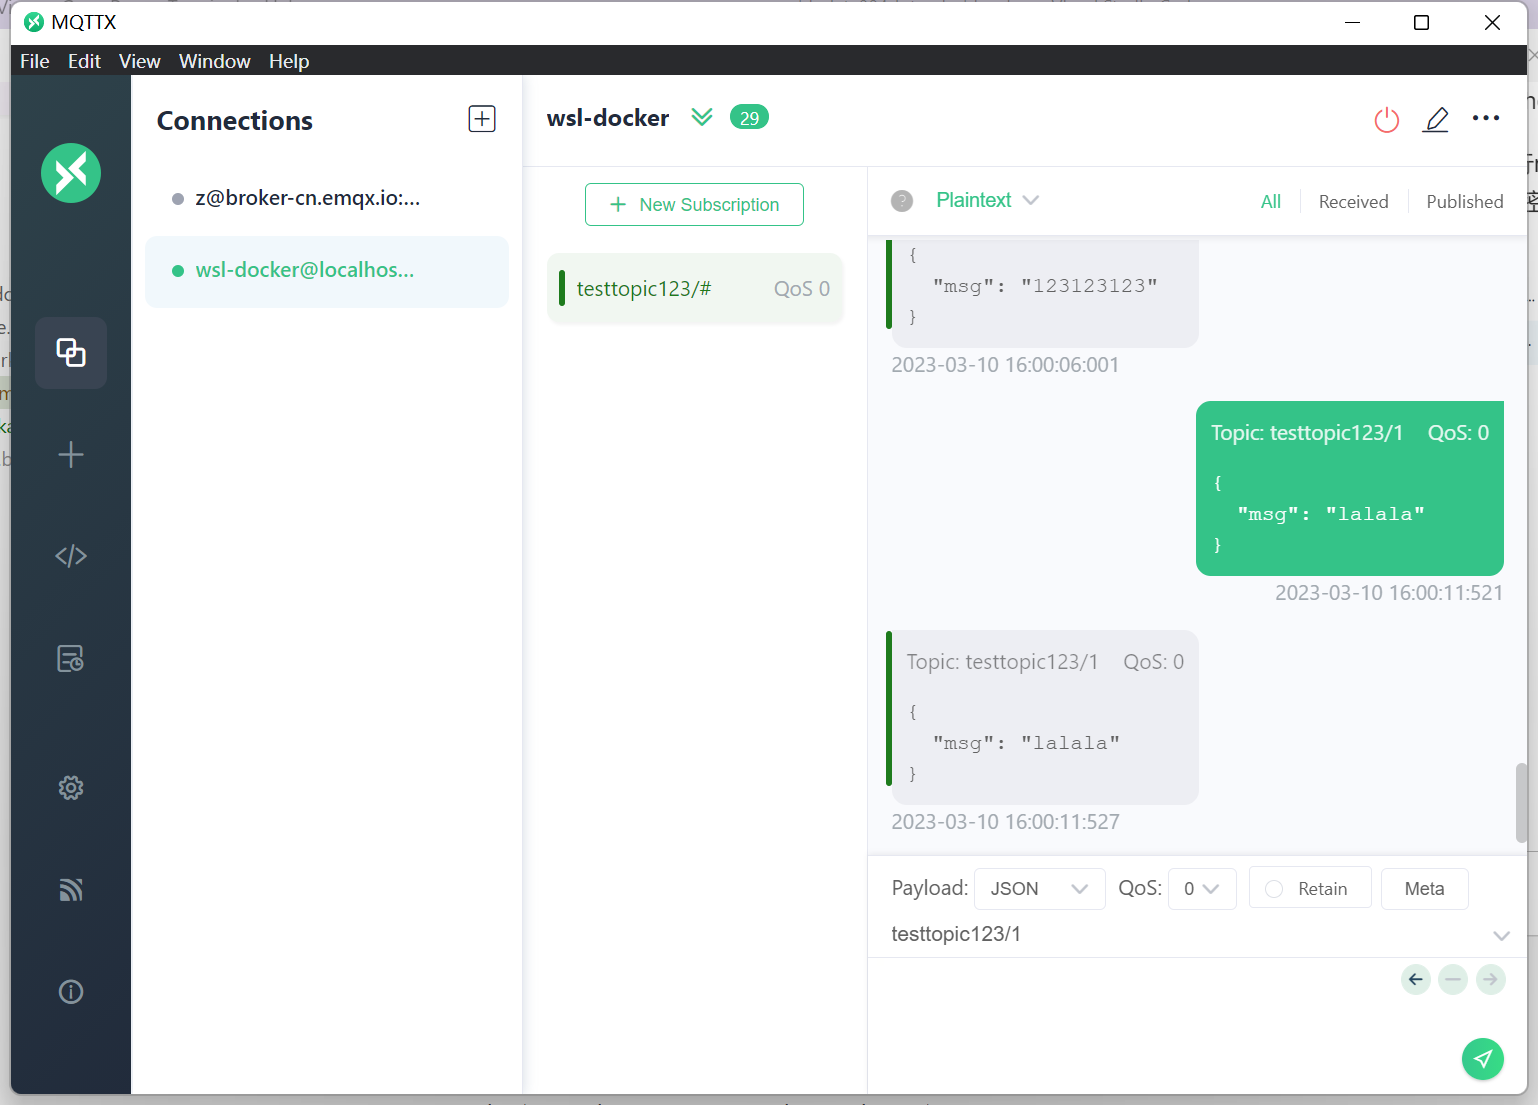 MQTTX
File Edit View Window Help
Connections
z@broker-cn.emqx.io:...
wsl-docker@localhos...
wsl-docker 29
New Subscription
testtopic123/# QoS 0
Plaintext All Received Published
{
"msg": "123123123"
}
2023-03-10 16:00:06:001
Topic: testtopic123/1 QoS: 0
{
"msg": "lalala"
}
2023-03-10 16:00:11:521
Topic: testtopic123/1 QoS: 0
{
"msg": "lalala"
}
2023-03-10 16:00:11:527
Payload: JSON QoS: 0 Retain Meta
testtopic123/1